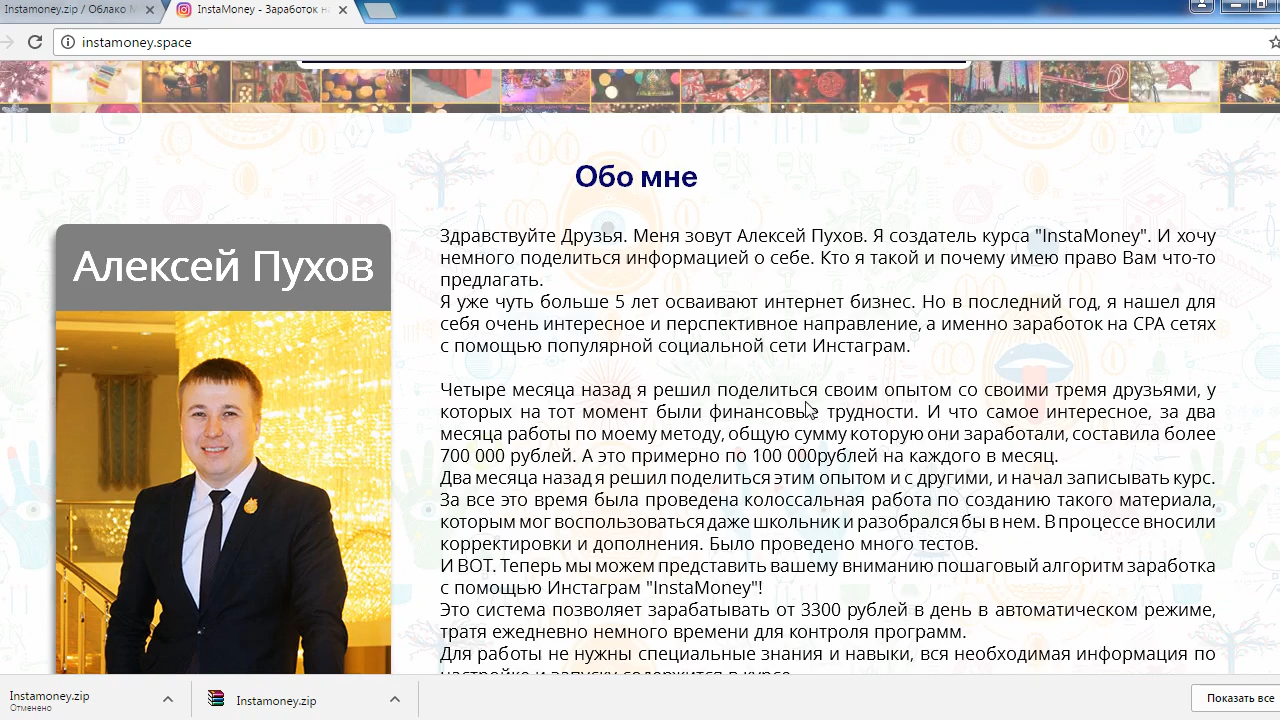 Instamoney.zip / Облако М
InstaMoney - Заработок на
instamoney.space
Обо мне
Алексей Пухов
Здравствуйте Друзья. Меня зовут Алексей Пухов. Я создатель курса "InstaMoney". И хочу
немного поделиться информацией о себе. Кто я такой и почему имею право Вам что-то
предлагать.
Я уже чуть больше 5 лет осваивают интернет бизнес. Но в последний год, я нашел для
себя очень интересное и перспективное направление, а именно заработок на CPA сетях
с помощью популярной социальной сети Инстаграм.
Четыре месяца назад я решил поделиться своим опытом со своими тремя друзьями, у
которых на тот момент были финансовые трудности. И что самое интересное, за два
месяца работы по моему методу, общую сумму которую они заработали, составила более
700 000 рублей. А это примерно по 100 000рублей на каждого в месяц.
Два месяца назад я решил поделиться этим опытом и с другими, и начал записывать курс.
За все это время была проведена колоссальная работа по созданию такого материала,
которым мог воспользоваться даже школьник и разобрался бы в нем. В процессе вносили
корректировки и дополнения. Было проведено много тестов.
И ВОТ. Теперь мы можем представить вашему вниманию пошаговый алгоритм заработка
с помощью Инстаграм "InstaMoney"!
Это система позволяет зарабатывать от 3300 рублей в день в автоматическом режиме,
тратя ежедневно немного времени для контроля программ.
Для работы не нужны специальные знания и навыки, вся необходимая информация по
настройке и запуску содержится в курсе.
Instamoney.zip
Отменено
Instamoney.zip
Показать все